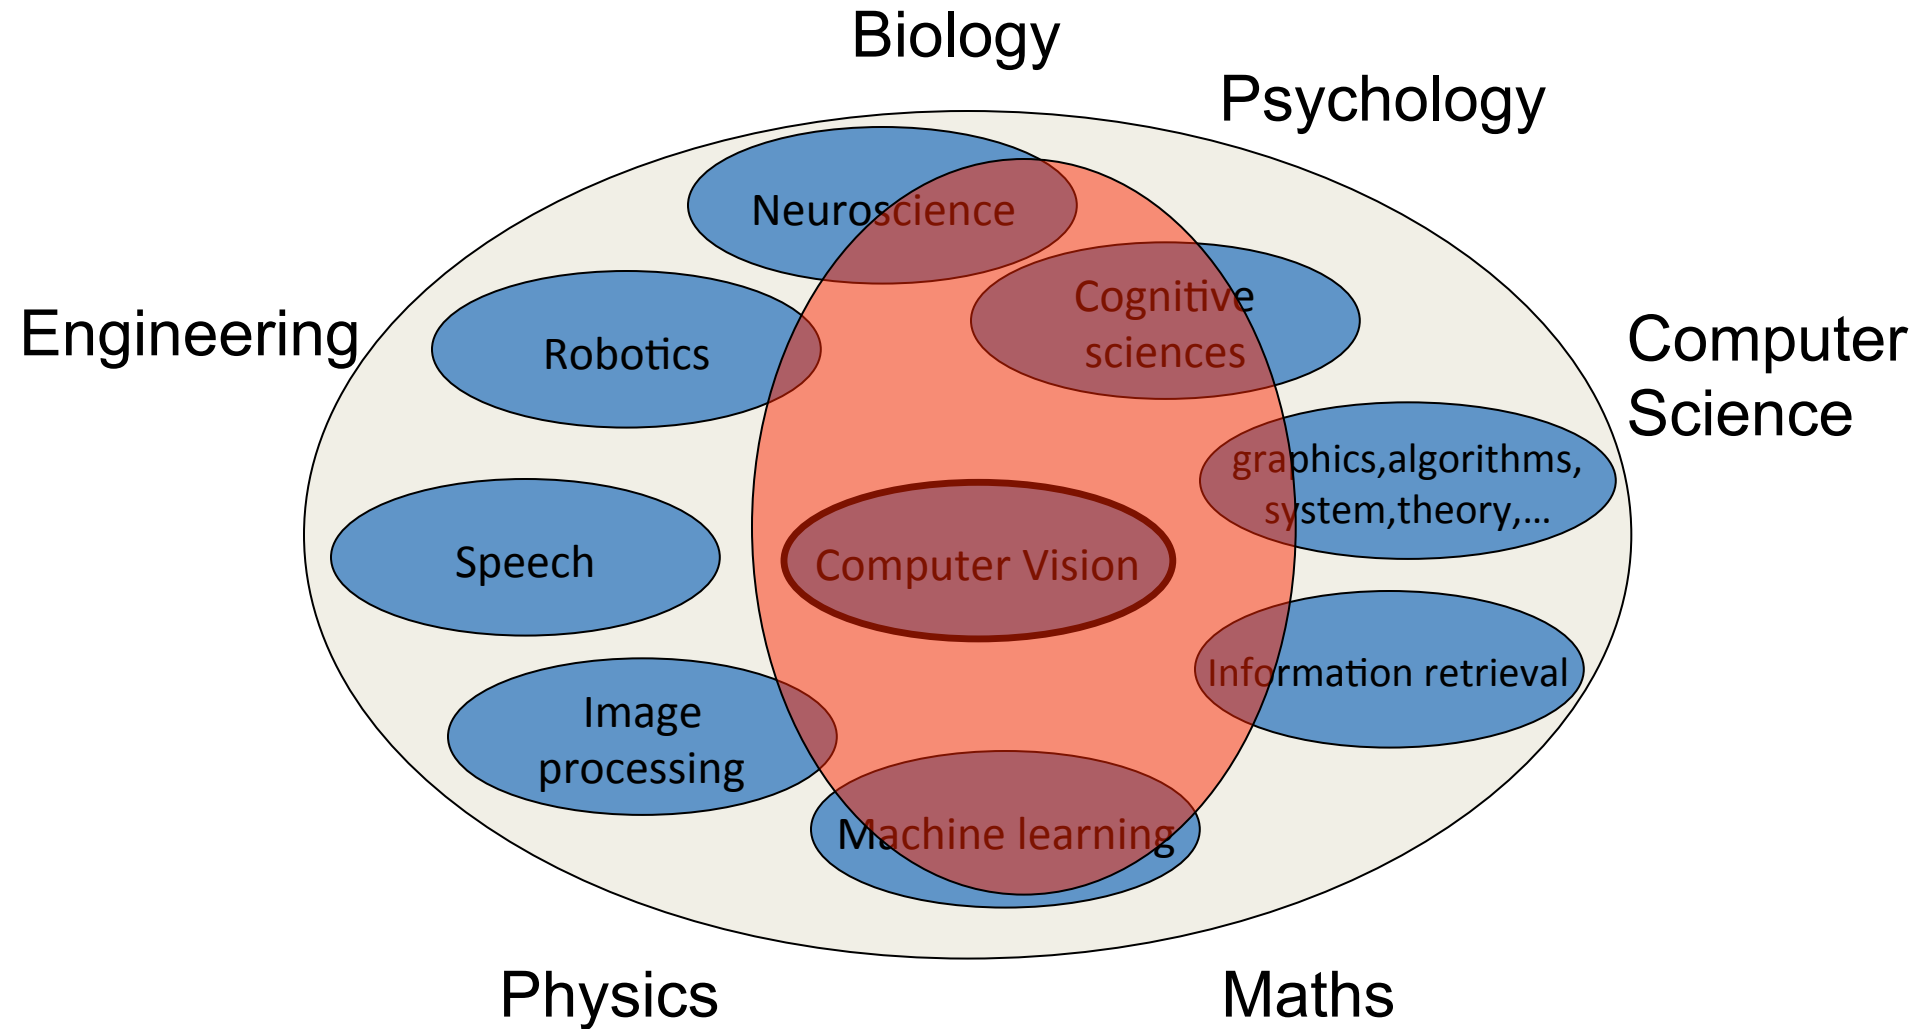 Biology
Psychology
Neuroscience
Cognitive
sciences
Engineering
Robotics
Computer
Science
graphics,algorithms,
system,theory,...
Speech
Computer Vision
Information retrieval
Image
processing
Machine learning
Physics
Maths